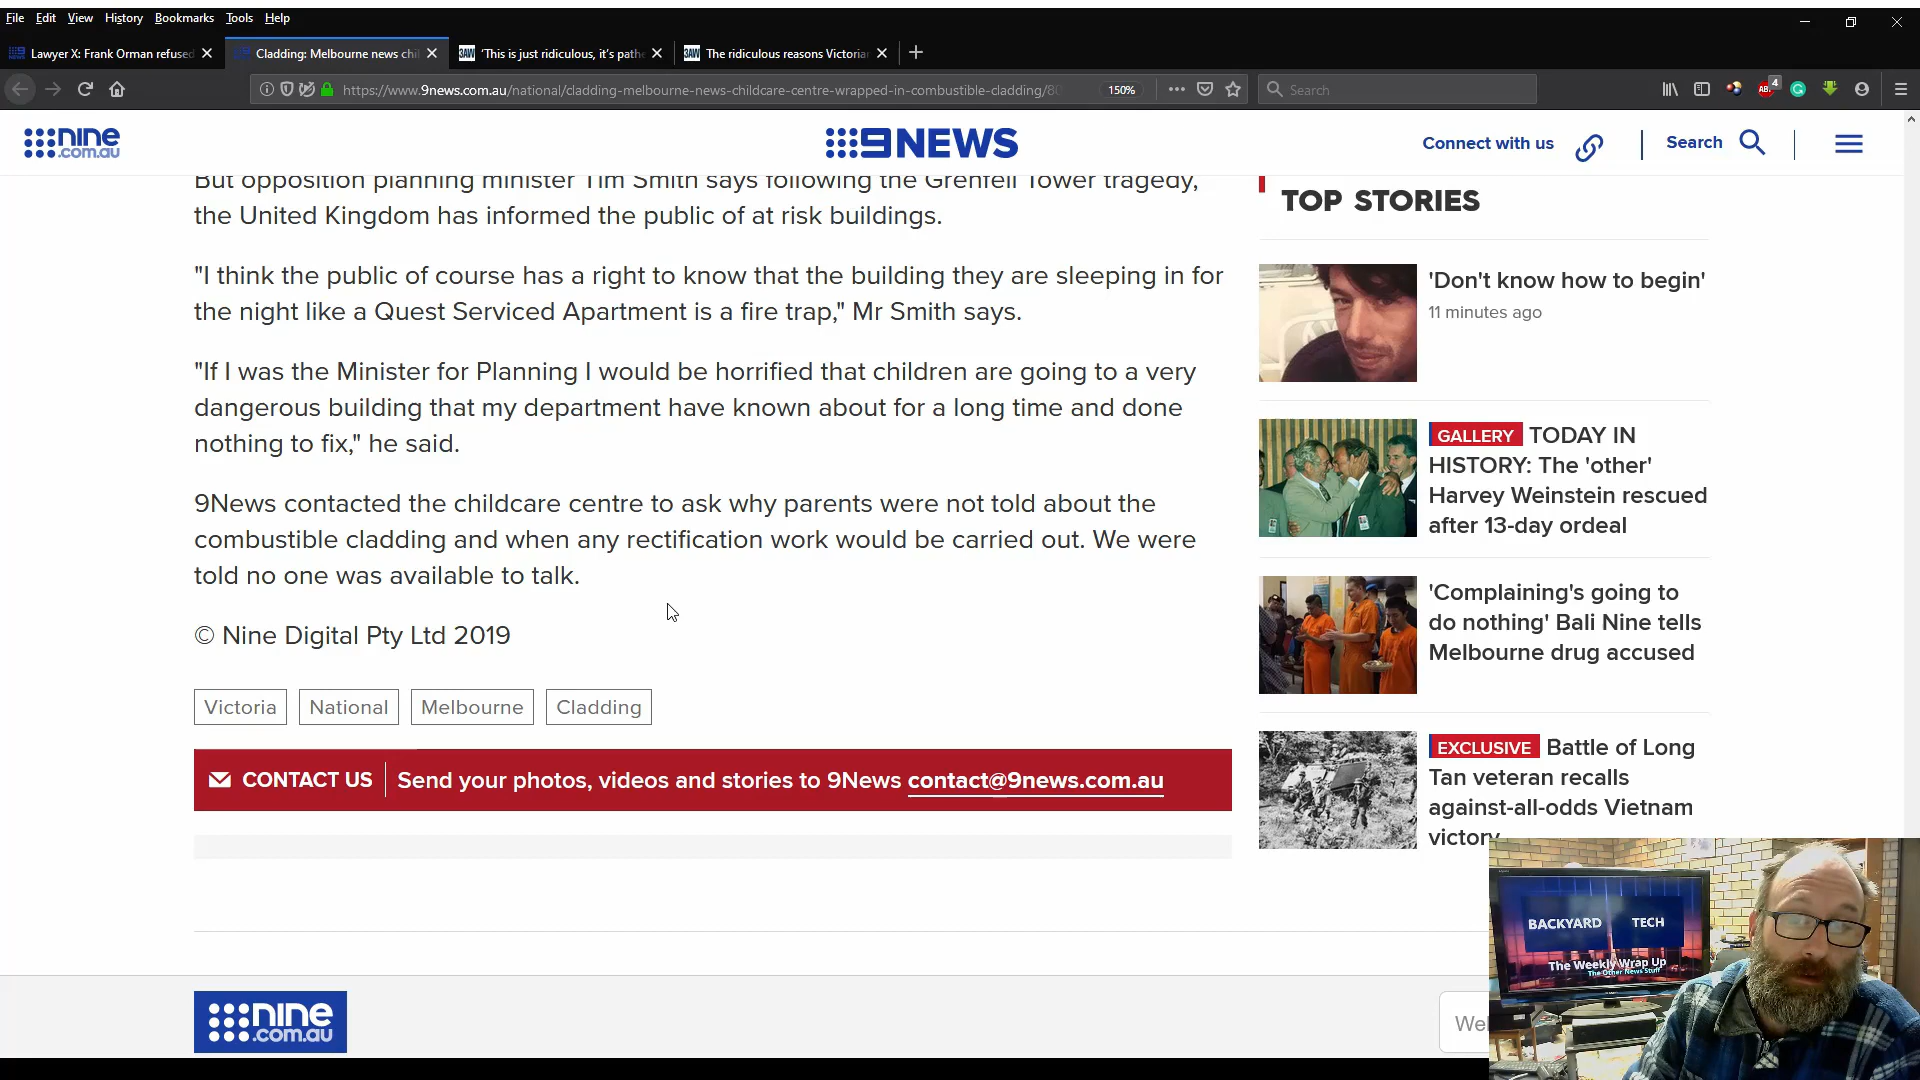 File Edit View History Bookmarks Tools Help
Lawyer X: Frank Orman refused
Cladding: Melbourne news chil
'This is just ridiculous, it's pathe
The ridiculous reasons Victoria
https://www.9news.com.au/national/cladding-melbourne-news-childcare-centre-wrapped-in-combustible-cladding/80
150%
Search
4
nine
.com.au
9NEWS
Connect with us
Search
But opposition planning minister Tim Smith says following the Grenfell Tower tragedy,
the United Kingdom has informed the public of at risk buildings.
"I think the public of course has a right to know that the building they are sleeping in for
the night like a Quest Serviced Apartment is a fire trap," Mr Smith says.
"If I was the Minister for Planning I would be horrified that children are going to a very
dangerous building that my department have known about for a long time and done
nothing to fix," he said.
9News contacted the childcare centre to ask why parents were not told about the
combustible cladding and when any rectification work would be carried out. We were
told no one was available to talk.
© Nine Digital Pty Ltd 2019
Victoria
National
Melbourne
Cladding
CONTACT US
Send your photos, videos and stories to 9News contact@9news.com.au
TOP STORIES
'Don't know how to begin'
11 minutes ago
GALLERY TODAY IN
HISTORY: The 'other'
Harvey Weinstein rescued
after 13-day ordeal
'Complaining's going to
do nothing' Bali Nine tells
Melbourne drug accused
EXCLUSIVE Battle of Long
Tan veteran recalls
against-all-odds Vietnam
victory
nine
.com.au
Wel
BACKYARD TECH
The Weekly Wrap Up
The Other News Stuff